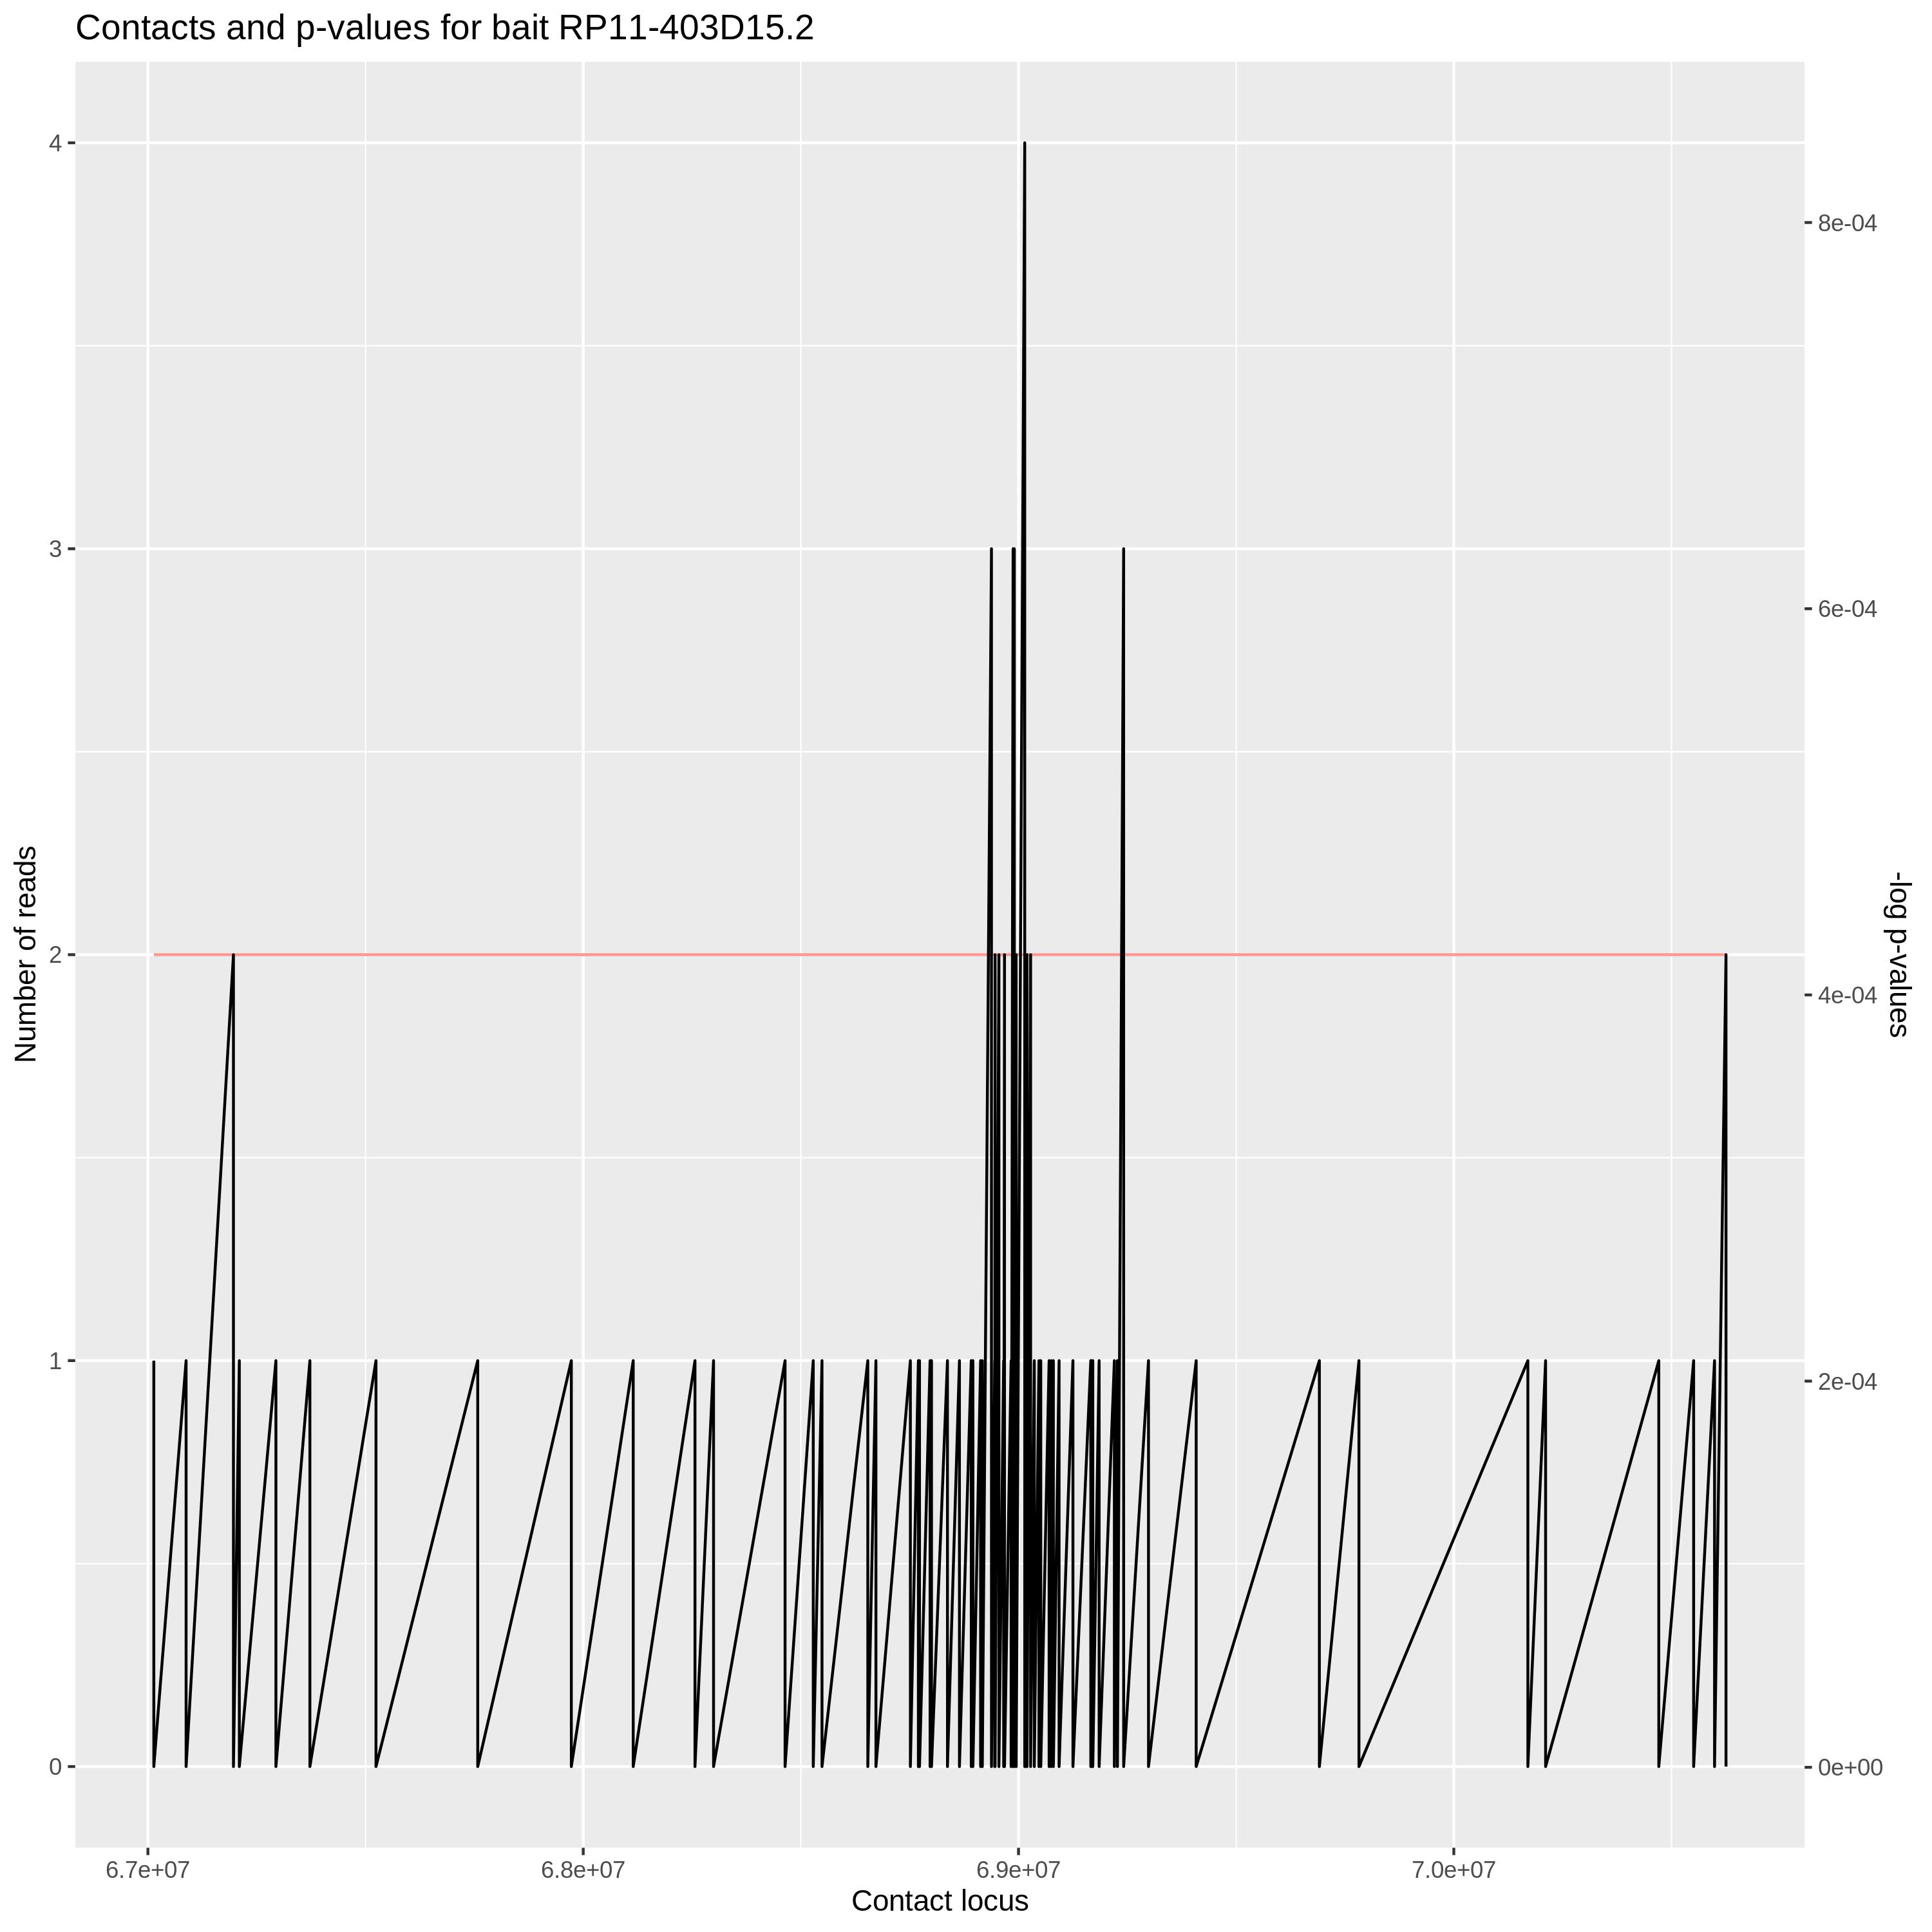 Contacts and p-values for bait RP11-403D15.2
4
3
2
1
0
Number of reads
8e-04
6e-04
4e-04
2e-04
0e+00
-log p-values
6.7e+07
6.8e+07
6.9e+07
7.0e+07
Contact locus